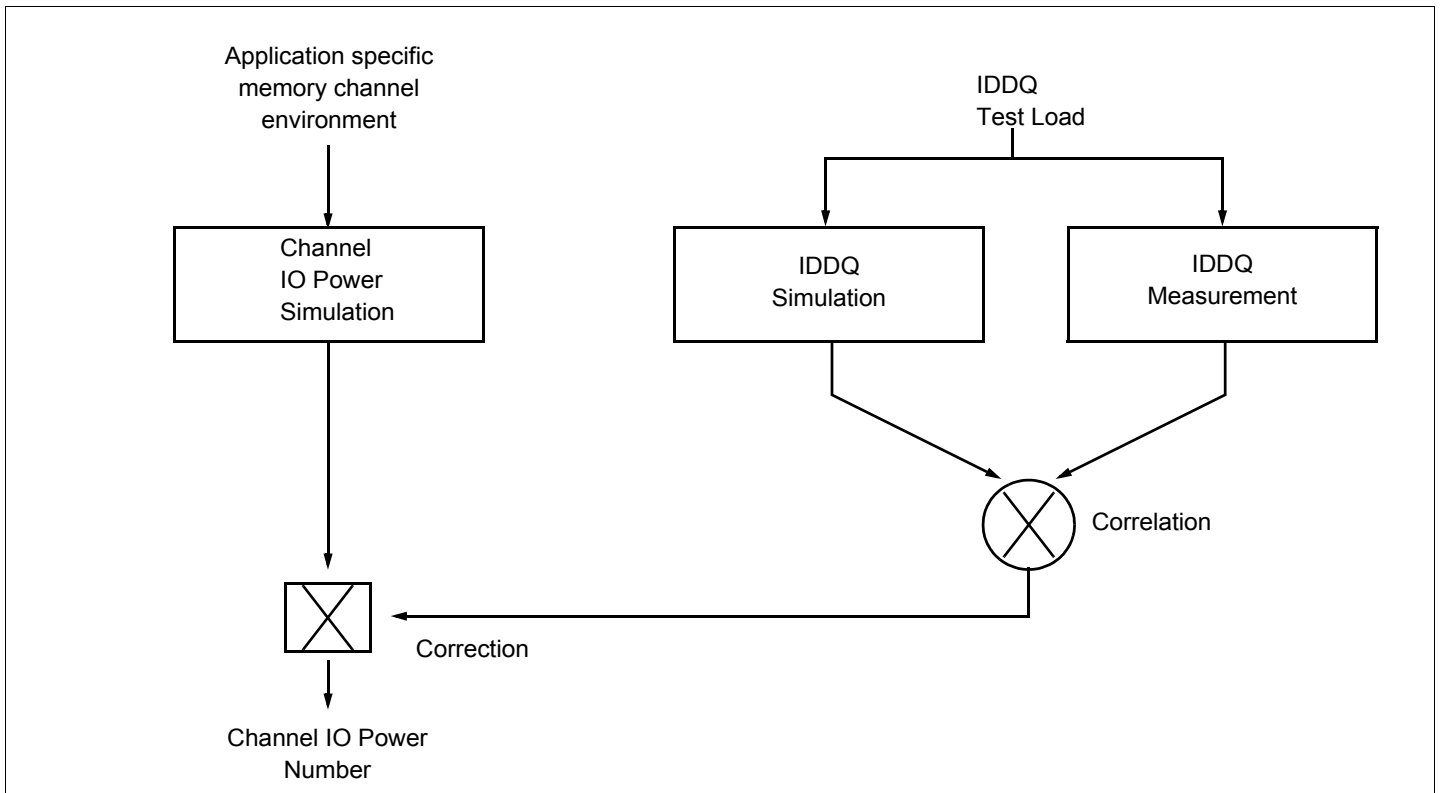 Application specific
memory channel
environment
IDDQ
Test Load
Channel
IO Power
Simulation
IDDQ
Simulation
IDDQ
Measurement
Correlation
Correction
Channel IO Power
Number